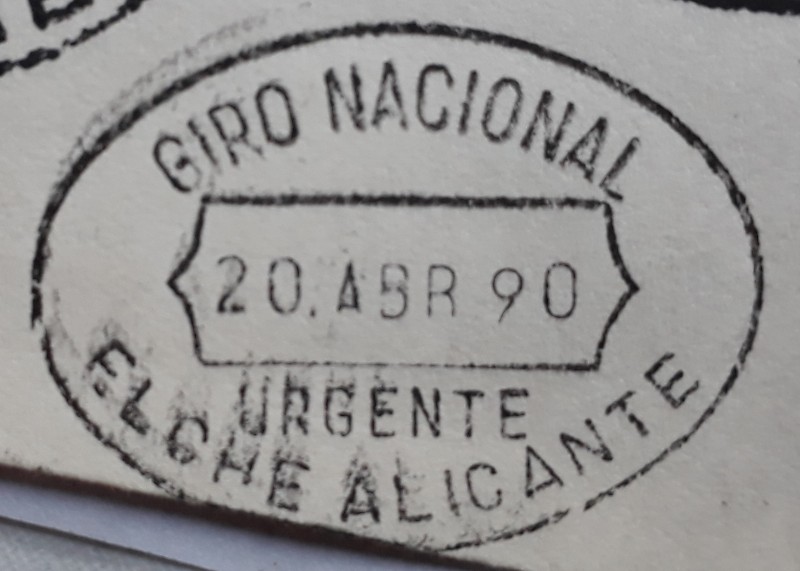 GIRO NACIONAL
20.ABR 90
URGENTE
ELCHE ALICANTE